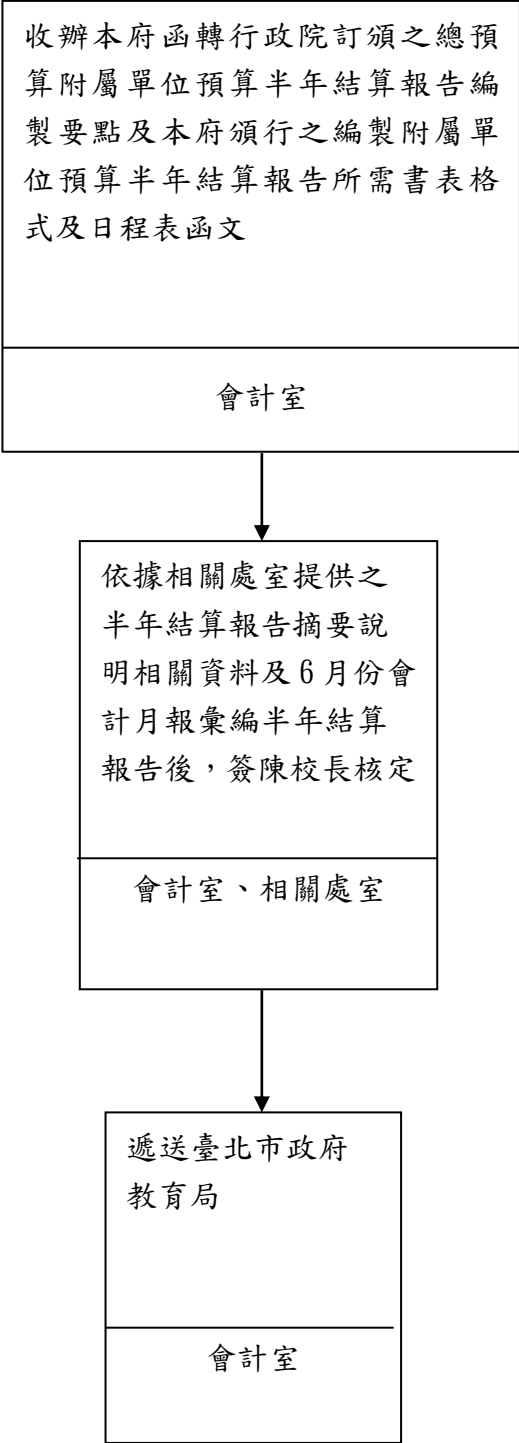 收辦本府函轉行政院訂頒之總預
算附屬單位預算半年結算報告編
製要點及本府頒行之編製附屬單
位預算半年結算報告所需書表格
式及日程表函文
會計室
依據相關處室提供之
半年結算報告摘要說
明相關資料及6月份會
計月報彙編半年結算
報告後，簽陳校長核定
會計室、相關處室
遞送臺北市政府
教育局
會計室